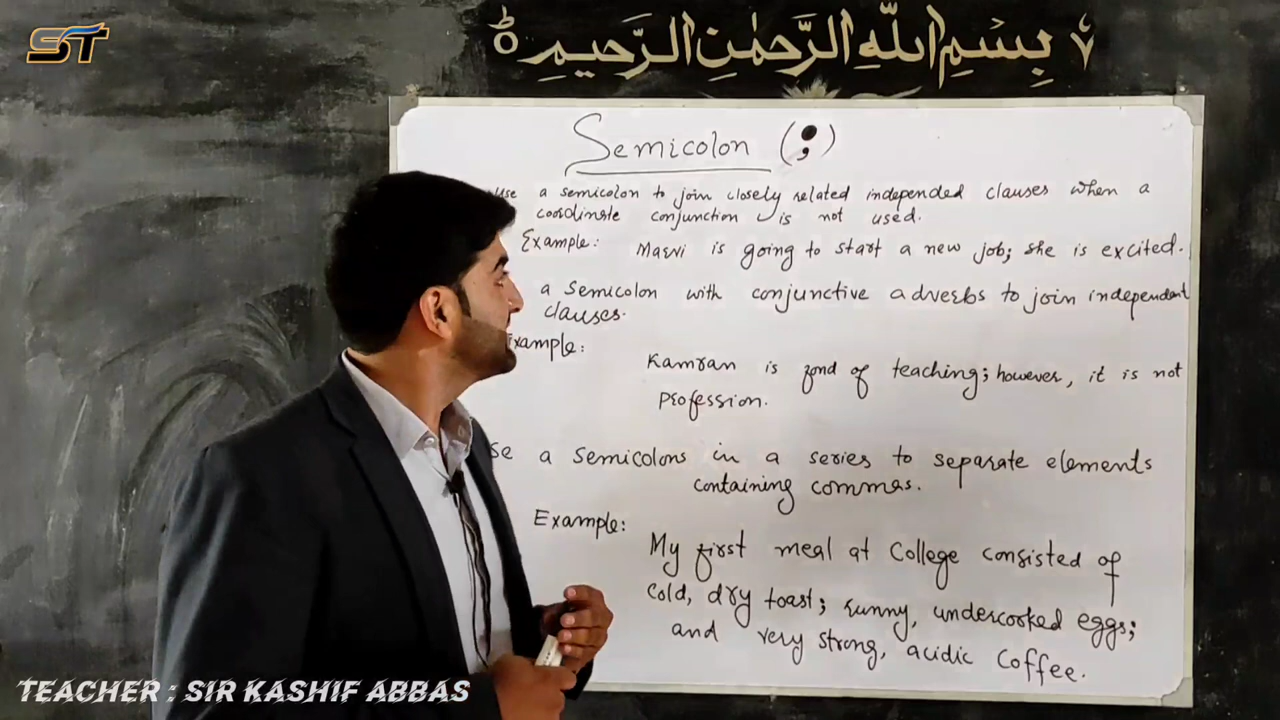 ST
بِسْمِ اللّٰهِ الرَّحْمٰنِ الرَّحِيمِ
Semicolon (;)
Use a semicolon to join closely related independed clauses when a
coordinate conjunction is not used.
Example: is going to start a new job; she is excited.
a semicolon with conjunctive adverbs to join independent
clauses.
Example:
Kamran is fond of teaching; however, it is not
profession.
se a semicolons in a series to separate elements
containing commas.
Example:
My first meal at College consisted of
cold, dry toast; runny, undercooked eggs;
and very strong, acidic Coffee.
TEACHER : SIR KASHIF ABBAS